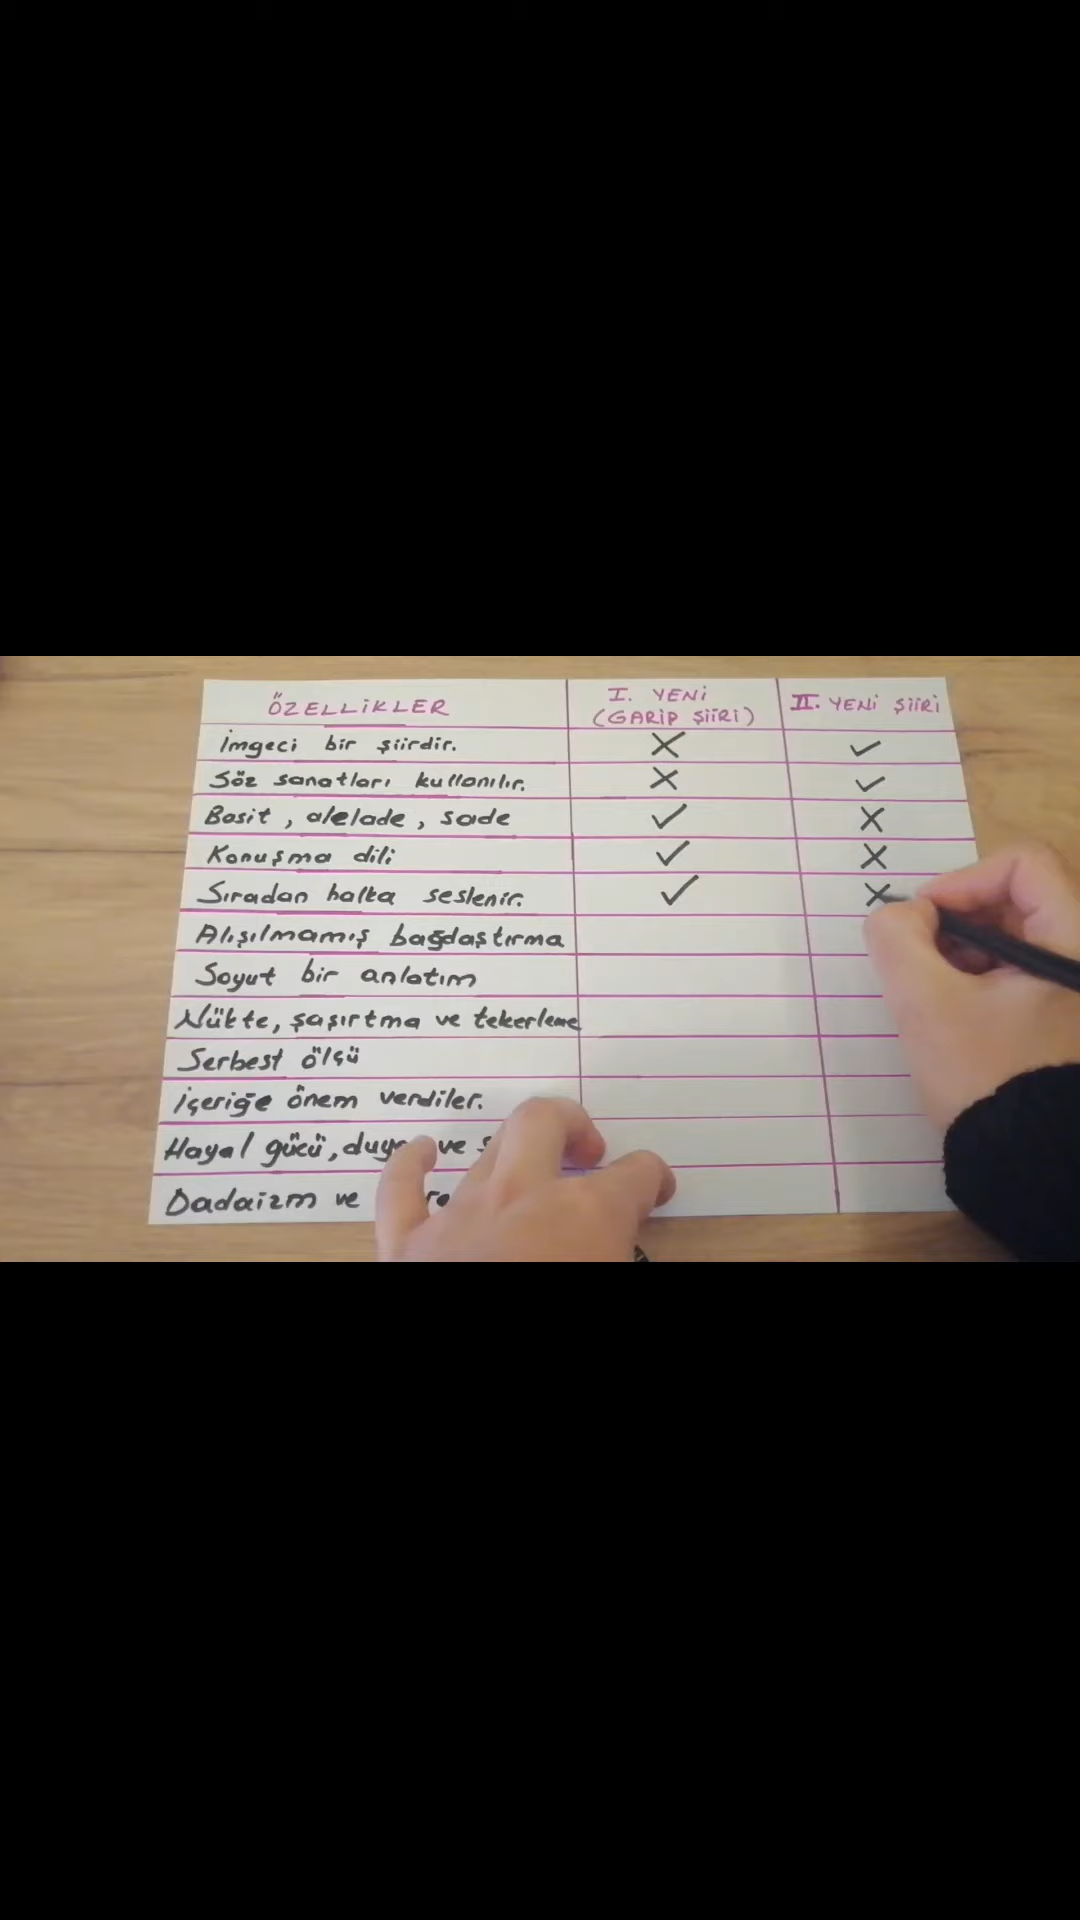 ÖZELLİKLER
I. YENİ
(GARİP ŞİİRİ)
II. YENİ ŞİİRİ
İmgeci bir şiirdir.
Söz sanatları kullanılır.
Basit, alelade, sade
Konuşma dili
Sıradan halka seslenir.
Alışılmamış bağdaştırma
Soyut bir anlatım
Nükte, şaşırtma ve tekerleme
Serbest ölçü
İçeriğe önem verdiler.
Hayal gücü, ve
Dadaizm ve